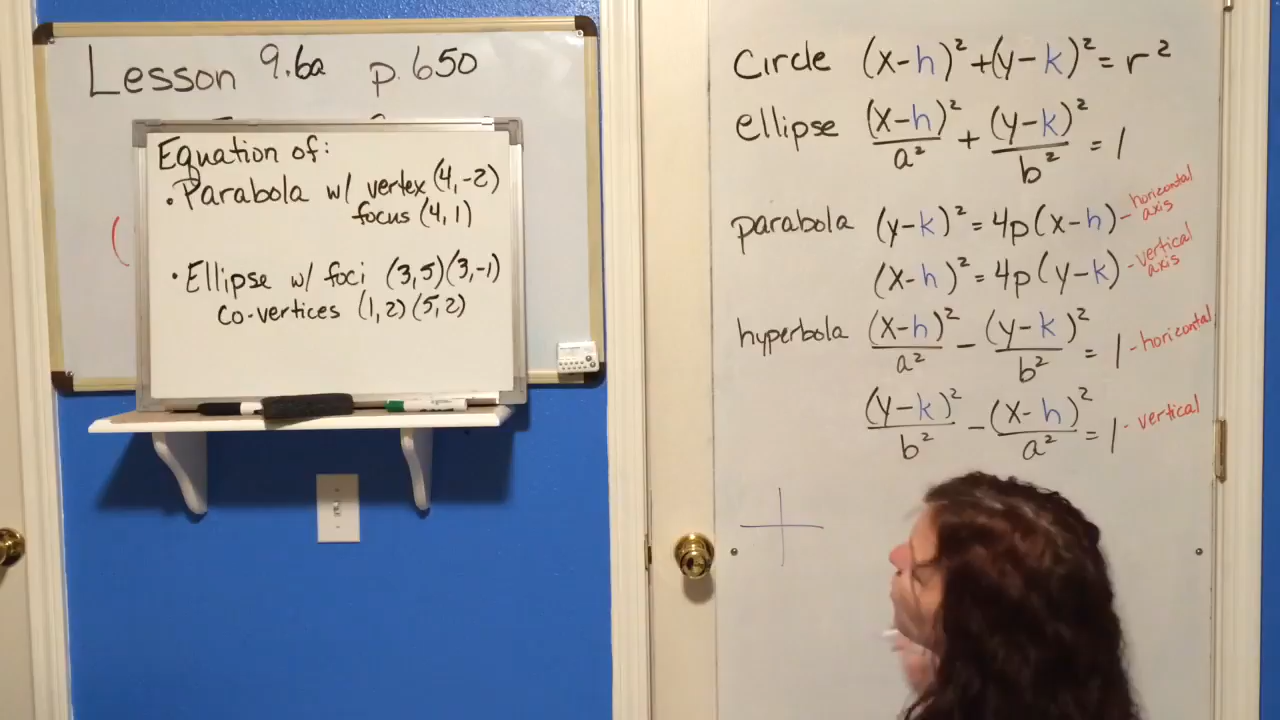 Lesson 9.6a p.650
Equation of:
• Parabola w/ vertex (4,-2)
focus (4,1)
• Ellipse w/ foci (3,5)(3,-1)
co-vertices (1,2)(5,2)
Circle (x-h)²+(y-k)²=r²
ellipse (x-h)²/a² + (y-k)²/b² = 1
parabola (y-k)²=4p(x-h) - horizontal axis
(x-h)²=4p(y-k) - vertical axis
hyperbola (x-h)²/a² - (y-k)²/b² = 1 - horizontal
(y-k)²/b² - (x-h)²/a² = 1 - vertical